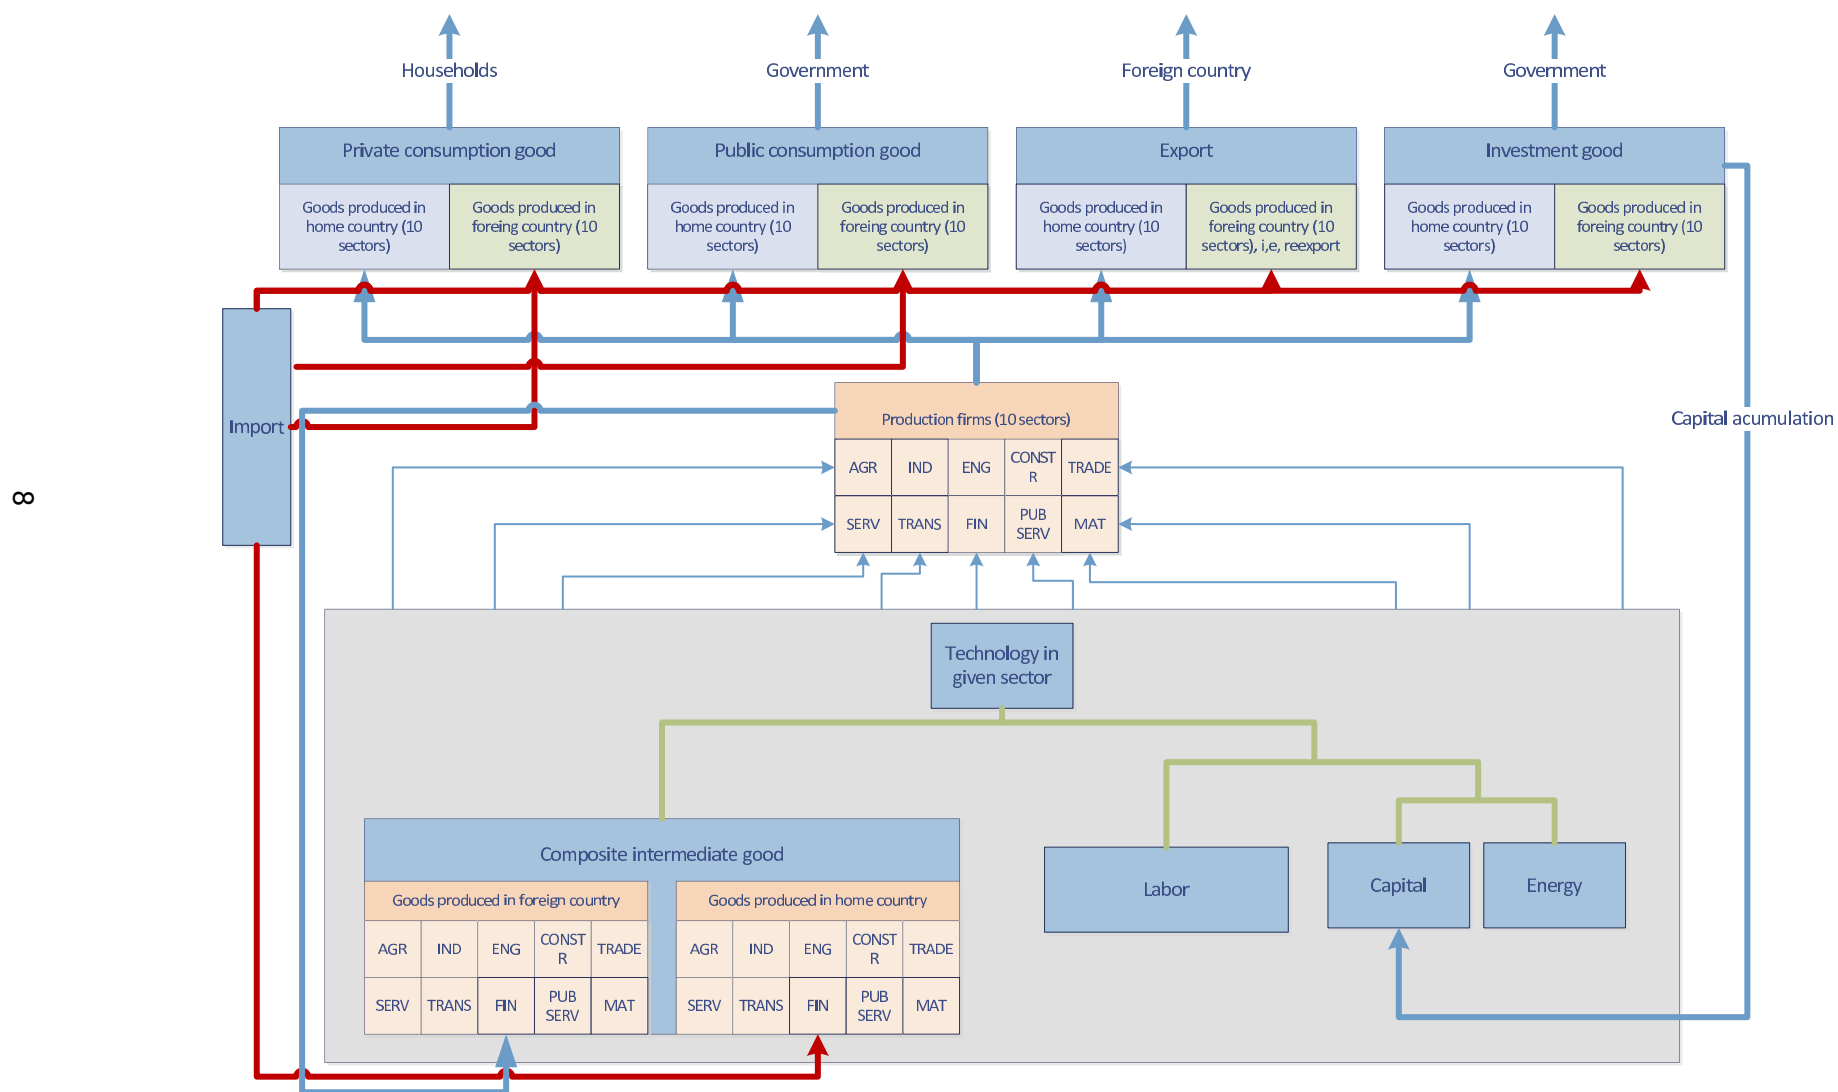 Households
Government
Foreign country
Government
Private consumption good
Public consumption good
Export
Investment good
Goods produced in
home country (10
sectors)
Goods produced in
foreing country (10
sectors)
Goods produced in
home country (10
sectors)
Goods produced in
foreing country (10
sectors)
Goods produced in
home country (10
sectors)
Goods produced in
foreing country (10
sectors), i,e, reexport
Goods produced in
home country (10
sectors)
Goods produced in
foreing country (10
sectors)
Import
Production firms (10 sectors)
Capital acumulation
AGR
IND
ENG
CONST
R
TRADE
SERV
TRANS
FIN
PUB
SERV
MAT
8
Technology in
given sector
Composite intermediate good
Labor
Capital
Energy
Goods produced in foreign country
AGR
IND
ENG
CONST
R
TRADE
SERV
TRANS
FIN
PUB
SERV
MAT
Goods produced in home country
AGR
IND
ENG
CONST
R
TRADE
SERV
TRANS
FIN
PUB
SERV
MAT